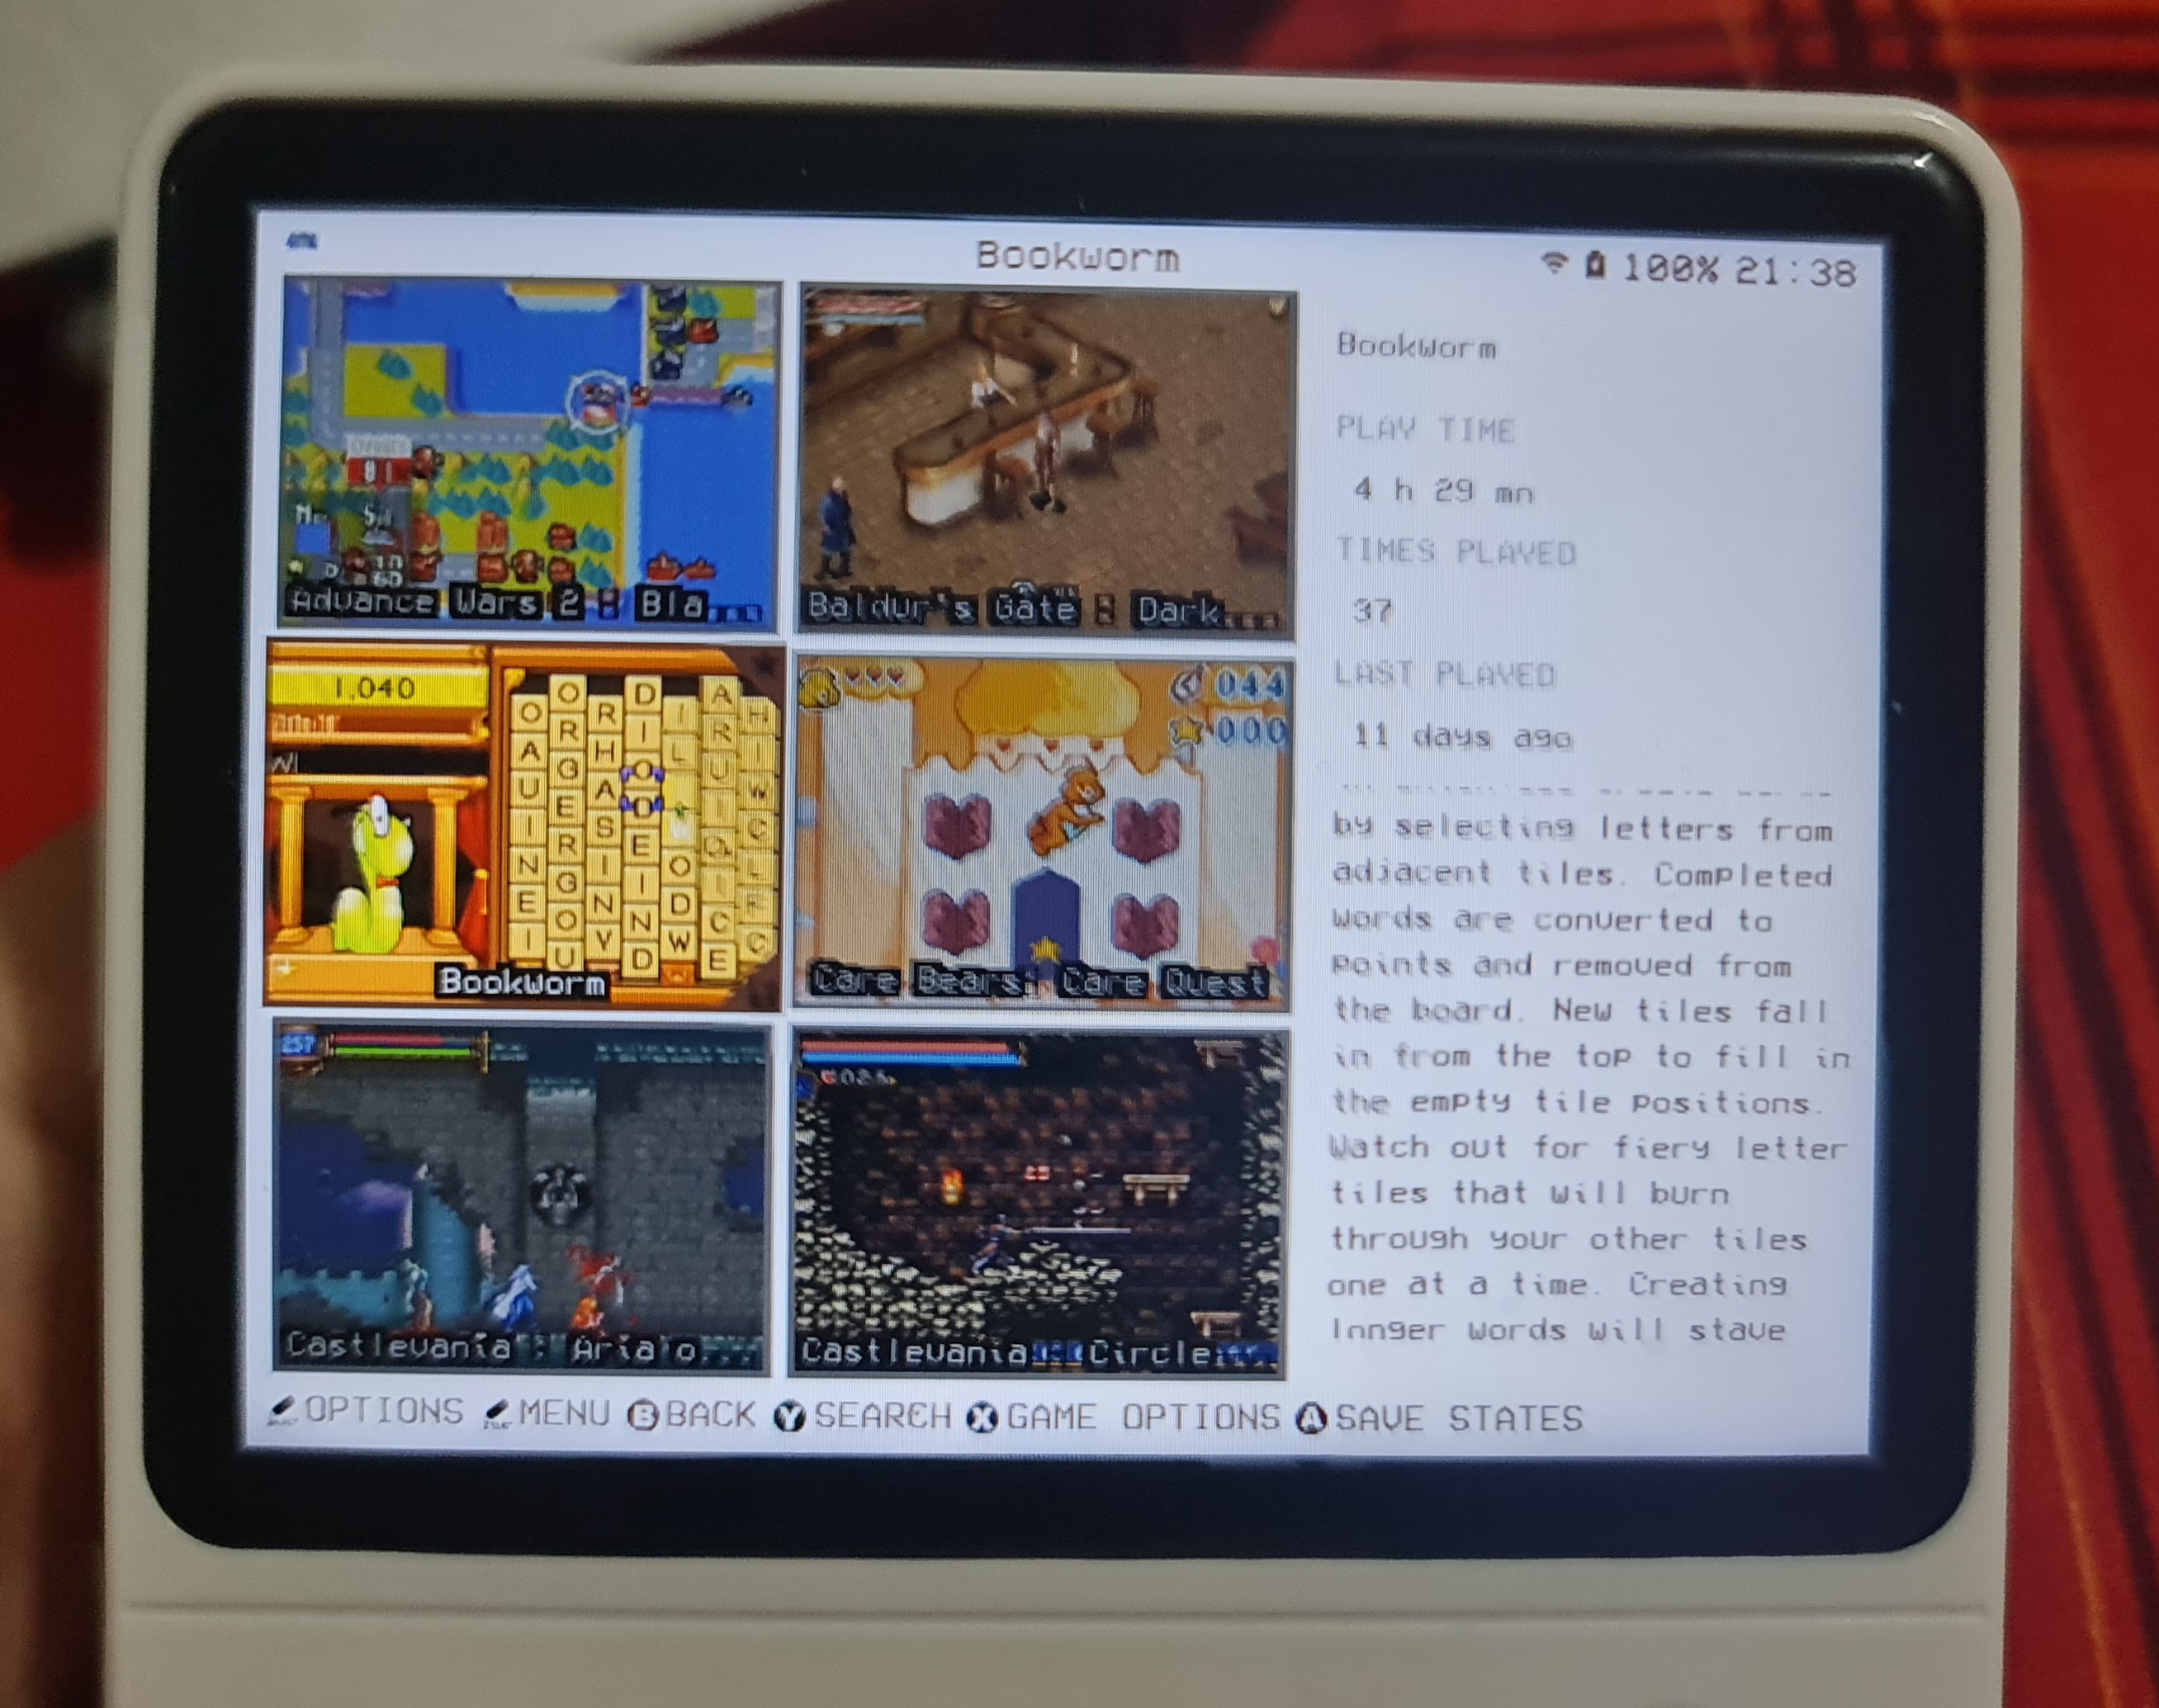 Bookworm
100% 21:38
Advance Wars 2 : Bla...
Baldur's Gate : Dark...
1,040
Bookworm
044
000
Care Bears: Care Quest
257
Castlevania : Aria o...
Castlevania : Circle...
Bookworm
PLAY TIME
4 h 29 mn
TIMES PLAYED
37
LAST PLAYED
11 days ago
by selecting letters from
adjacent tiles. Completed
words are converted to
points and removed from
the board. New tiles fall
in from the top to fill in
the empty tile positions.
Watch out for fiery letter
tiles that will burn
through your other tiles
one at a time. Creating
longer words will stave
OPTIONS MENU B BACK Y SEARCH X GAME OPTIONS A SAVE STATES